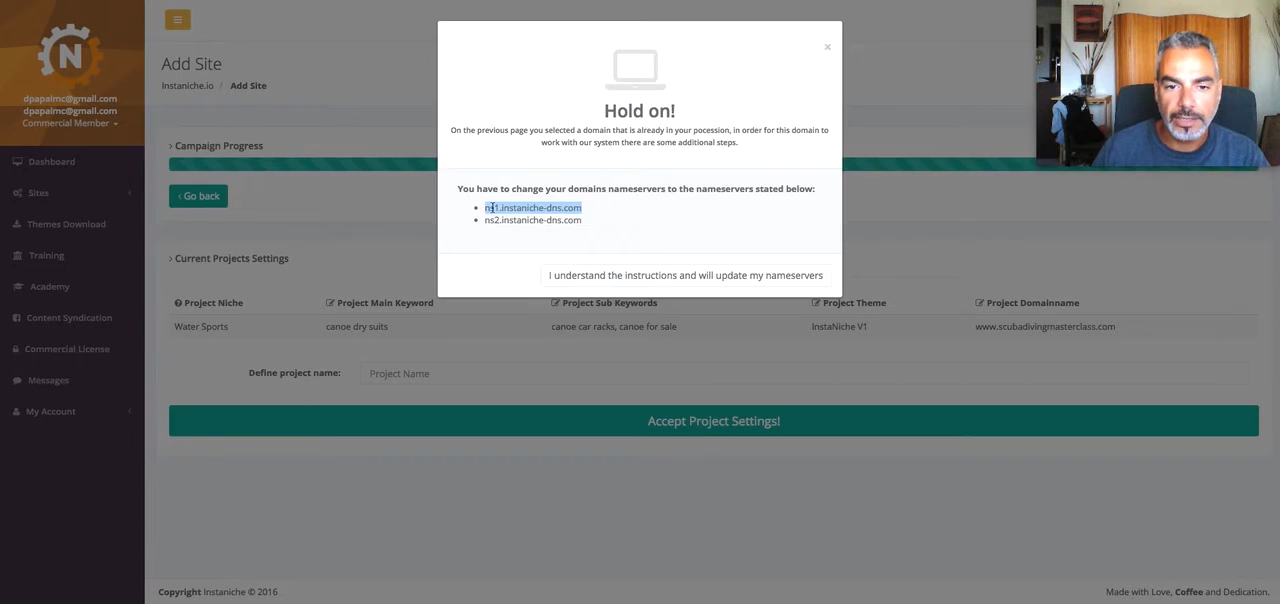 N
dpapalmc@gmail.com
dpapalmc@gmail.com
Commercial Member
Dashboard
Sites
Themes Download
Training
Academy
Content Syndication
Commercial License
Messages
My Account
Add Site
Instaniche.io / Add Site
Campaign Progress
Go back
Current Projects Settings
Project Niche Project Main Keyword Project Sub Keywords Project Theme Project Domainname
Water Sports canoe dry suits canoe car racks, canoe for sale InstaNiche V1 www.scubadivingmasterclass.com
Define project name: Project Name
Accept Project Settings!
×
Hold on!
On the previous page you selected a domain that is already in your pocession, in order for this domain to
work with our system there are some additional steps.
You have to change your domains nameservers to the nameservers stated below:
ns1.instaniche-dns.com
ns2.instaniche-dns.com
I understand the instructions and will update my nameservers
Copyright Instaniche © 2016
Made with Love, Coffee and Dedication.